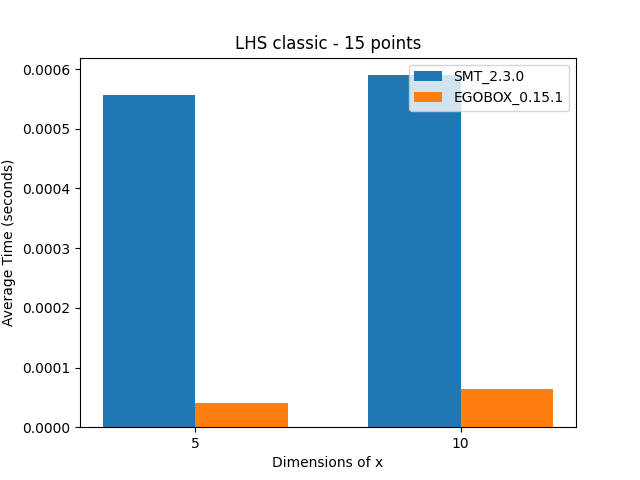 LHS classic - 15 points
SMT_2.3.0
EGOBOX_0.15.1
Average Time (seconds)
0.0006
0.0005
0.0004
0.0003
0.0002
0.0001
0.0000
5
10
Dimensions of x